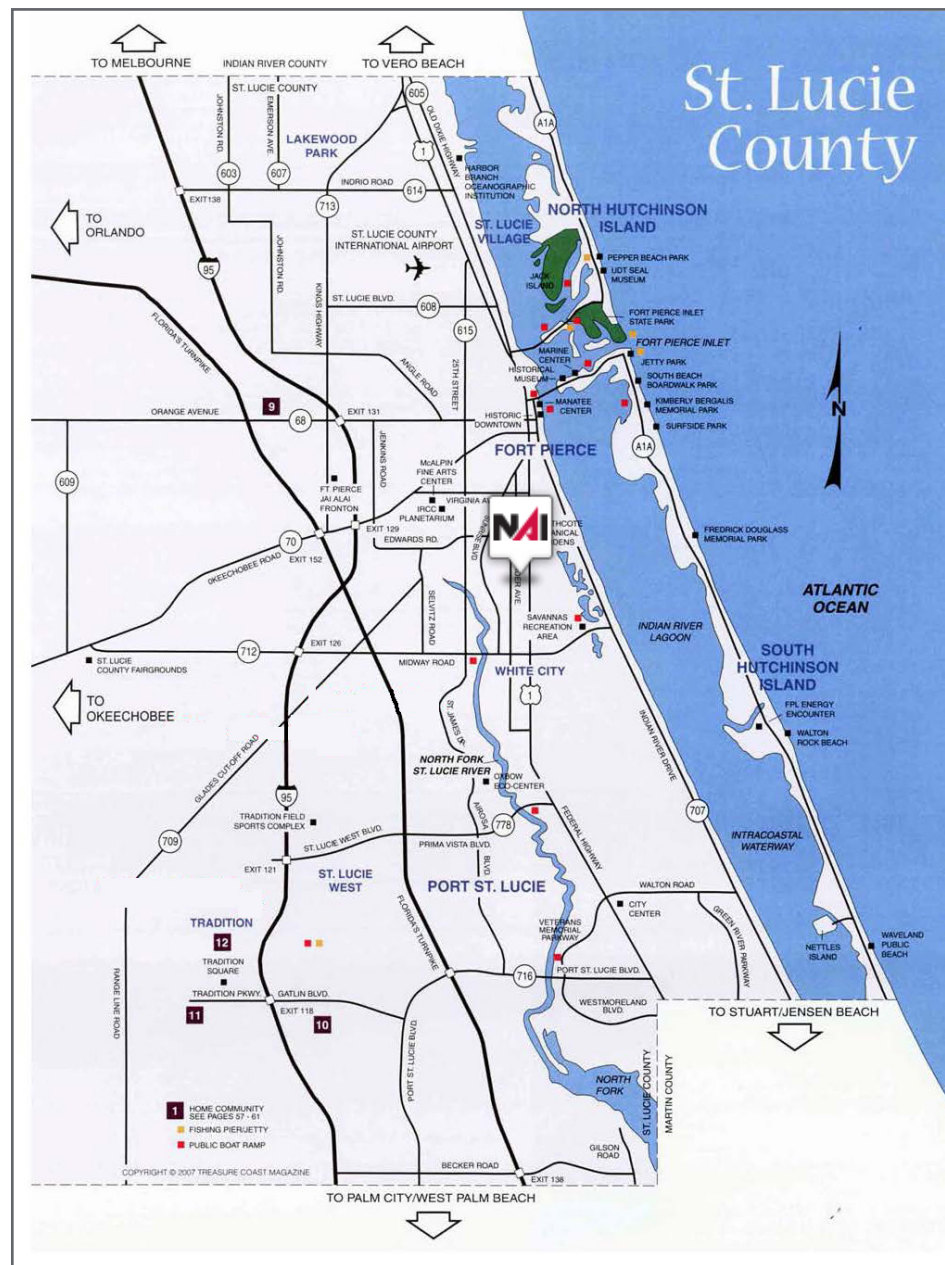 TO MELBOURNE
INDIAN RIVER COUNTY
TO VERO BEACH
St. Lucie
County
ST. LUCIE COUNTY
JOHNSTON RD.
EMERSON AVE.
605
OLD DIXIE HIGHWAY
A1A
LAKEWOOD
PARK
1
HARBOR
BRANCH
OCEANOGRAPHIC
INSTITUTION
603
607
INDRIO ROAD
614
EXIT138
713
TO
ORLANDO
ST. LUCIE
VILLAGE
NORTH HUTCHINSON
ISLAND
ST. LUCIE COUNTY
INTERNATIONAL AIRPORT
JOHNSTON RD.
95
PEPPER BEACH PARK
UDT SEAL
MUSEUM
JACK
ISLAND
KINGS HIGHWAY
ST. LUCIE BLVD.
608
FLORIDA'S TURNPIKE
615
FORT PIERCE INLET
STATE PARK
FORT PIERCE INLET
MARINE
CENTER
HISTORICAL
MUSEUM
JETTY PARK
SOUTH BEACH
BOARDWALK PARK
ANGLE ROAD
25TH STREET
9
ORANGE AVENUE
68
EXIT 131
MANATEE
CENTER
HISTORIC
DOWNTOWN
KIMBERLY BERGALIS
MEMORIAL PARK
SURFSIDE PARK
A1A
N
FORT PIERCE
JENKINS ROAD
609
McALPIN
FINE ARTS
CENTER
FT. PIERCE
JAI ALAI
FRONTON
VIRGINIA AV
IRCC
PLANETARIUM
NAI
EXIT 129
EDWARDS RD.
70
EXIT 152
OKEECHOBEE ROAD
FREDRICK DOUGLASS
MEMORIAL PARK
SELVITZ ROAD
ATLANTIC
OCEAN
SAVANNAS
RECREATION
AREA
INDIAN RIVER
LAGOON
EXIT 126
712
MIDWAY ROAD
ST. LUCIE
COUNTY FAIRGROUNDS
WHITE CITY
SOUTH
HUTCHINSON
ISLAND
TO
OKEECHOBEE
1
FPL ENERGY
ENCOUNTER
WALTON
ROCK BEACH
ST. JAMES DR.
NORTH FORK
ST. LUCIE RIVER
INDIAN RIVER DRIVE
GLADES CUT-OFF ROAD
OXBOW
ECO-CENTER
95
TRADITION FIELD
SPORTS COMPLEX
AIROSA
BLVD
778
707
FEDERAL HIGHWAY
709
ST. LUCIE WEST BLVD.
PRIMA VISTA BLVD.
INTRACOASTAL
WATERWAY
EXIT 121
ST. LUCIE
WEST
PORT ST. LUCIE
WALTON ROAD
CITY
CENTER
FLORIDA'S TURNPIKE
TRADITION
12
VETERANS
MEMORIAL
PARKWAY
GREEN RIVER PARKWAY
NETTLES
ISLAND
WAVELAND
PUBLIC
BEACH
RANGE LINE ROAD
TRADITION
SQUARE
716
PORT ST. LUCIE BLVD.
TRADITION PKWY.
GATLIN BLVD.
EXIT 118
11
10
WESTMORELAND
BLVD.
TO STUART/JENSEN BEACH
PORT ST. LUCIE BLVD.
NORTH
FORK
ST. LUCIE COUNTY
MARTIN COUNTY
1
HOME COMMUNITY
SEE PAGES 57 - 61
FISHING PIER/JETTY
PUBLIC BOAT RAMP
GILSON
ROAD
COPYRIGHT © 2007 TREASURE COAST MAGAZINE
BECKER ROAD
EXIT 138
TO PALM CITY/WEST PALM BEACH